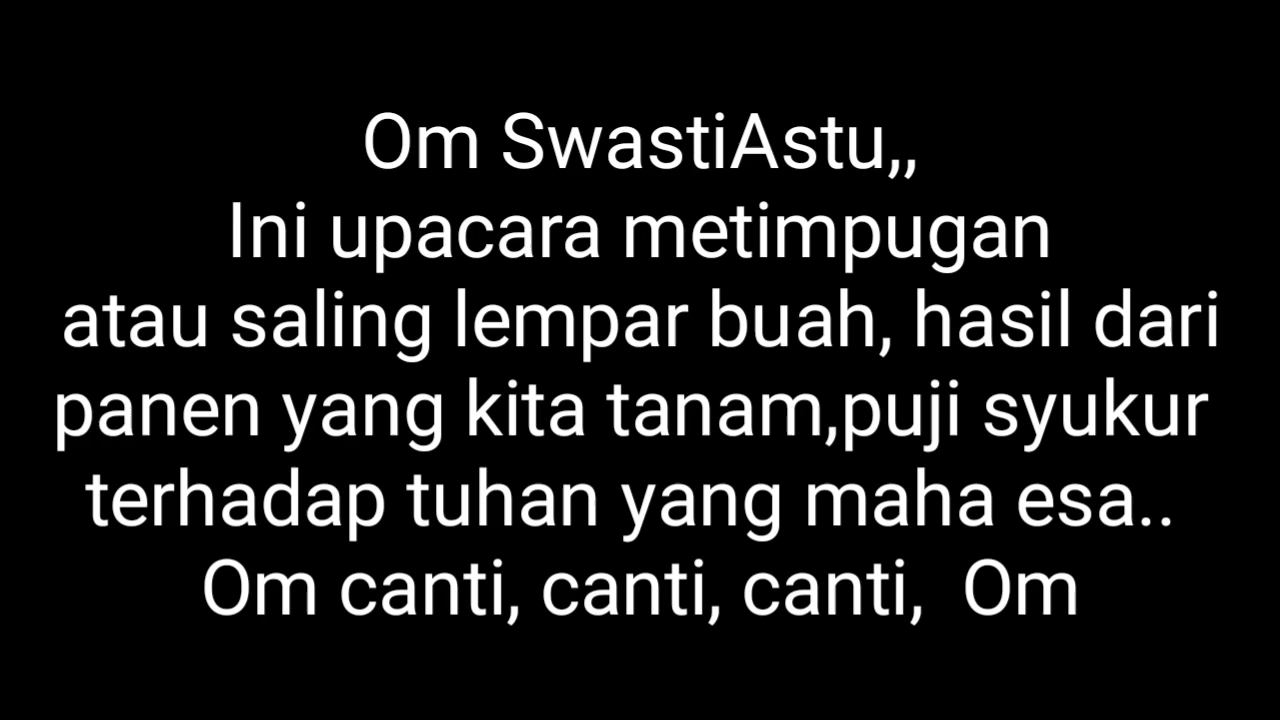 Om SwastiAstu,,
Ini upacara metimpugan
atau saling lempar buah, hasil dari
panen yang kita tanam,puji syukur
terhadap tuhan yang maha esa..
Om canti, canti, canti,  Om